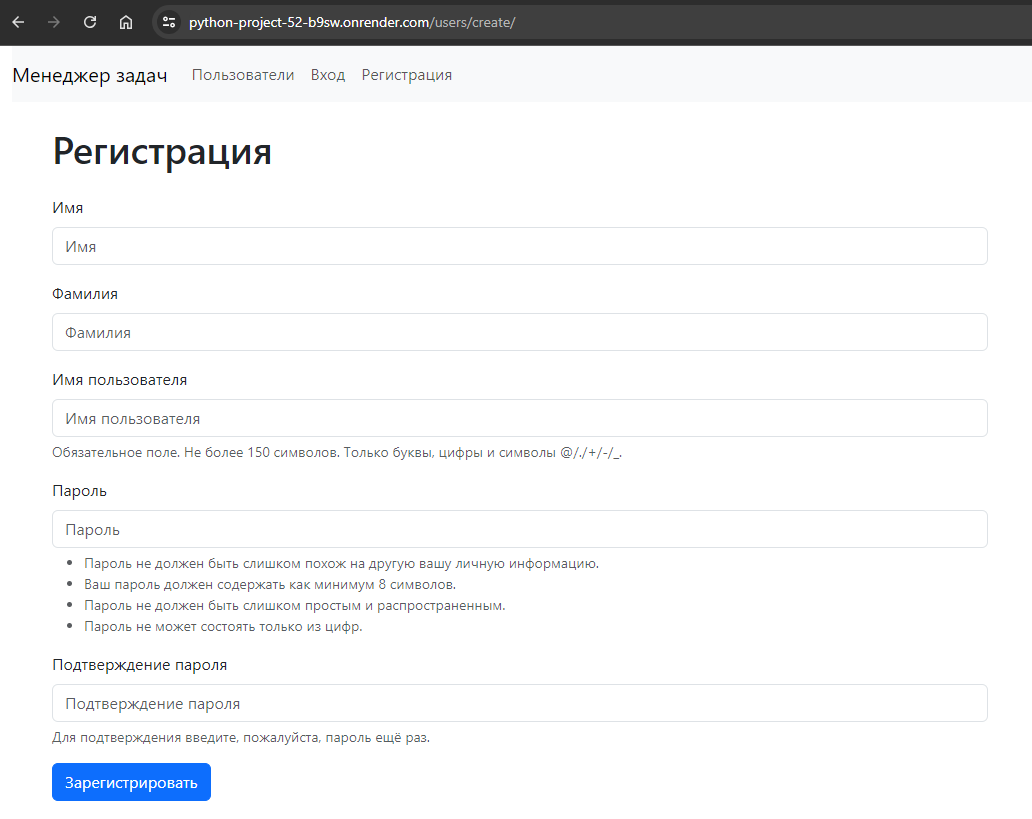 python-project-52-b9sw.onrender.com/users/create/
Менеджер задач Пользователи Вход Регистрация
Регистрация
Имя
Имя
Фамилия
Фамилия
Имя пользователя
Имя пользователя
Обязательное поле. Не более 150 символов. Только буквы, цифры и символы @/./+/-/_.
Пароль
Пароль
• Пароль не должен быть слишком похож на другую вашу личную информацию.
• Ваш пароль должен содержать как минимум 8 символов.
• Пароль не должен быть слишком простым и распространенным.
• Пароль не может состоять только из цифр.
Подтверждение пароля
Подтверждение пароля
Для подтверждения введите, пожалуйста, пароль ещё раз.
Зарегистрировать